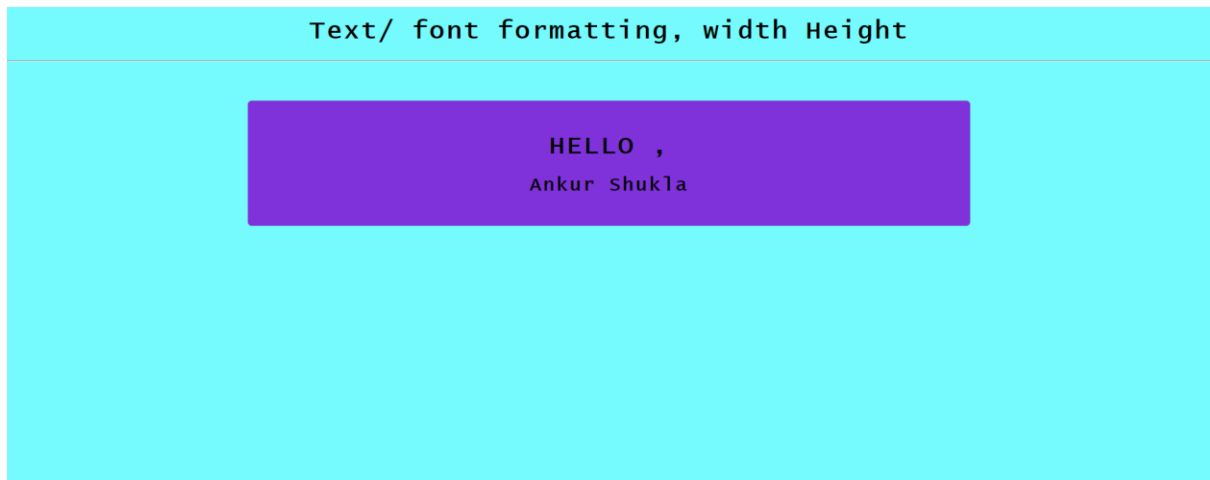 Text/ font formatting, width Height
HELLO ,
Ankur Shukla